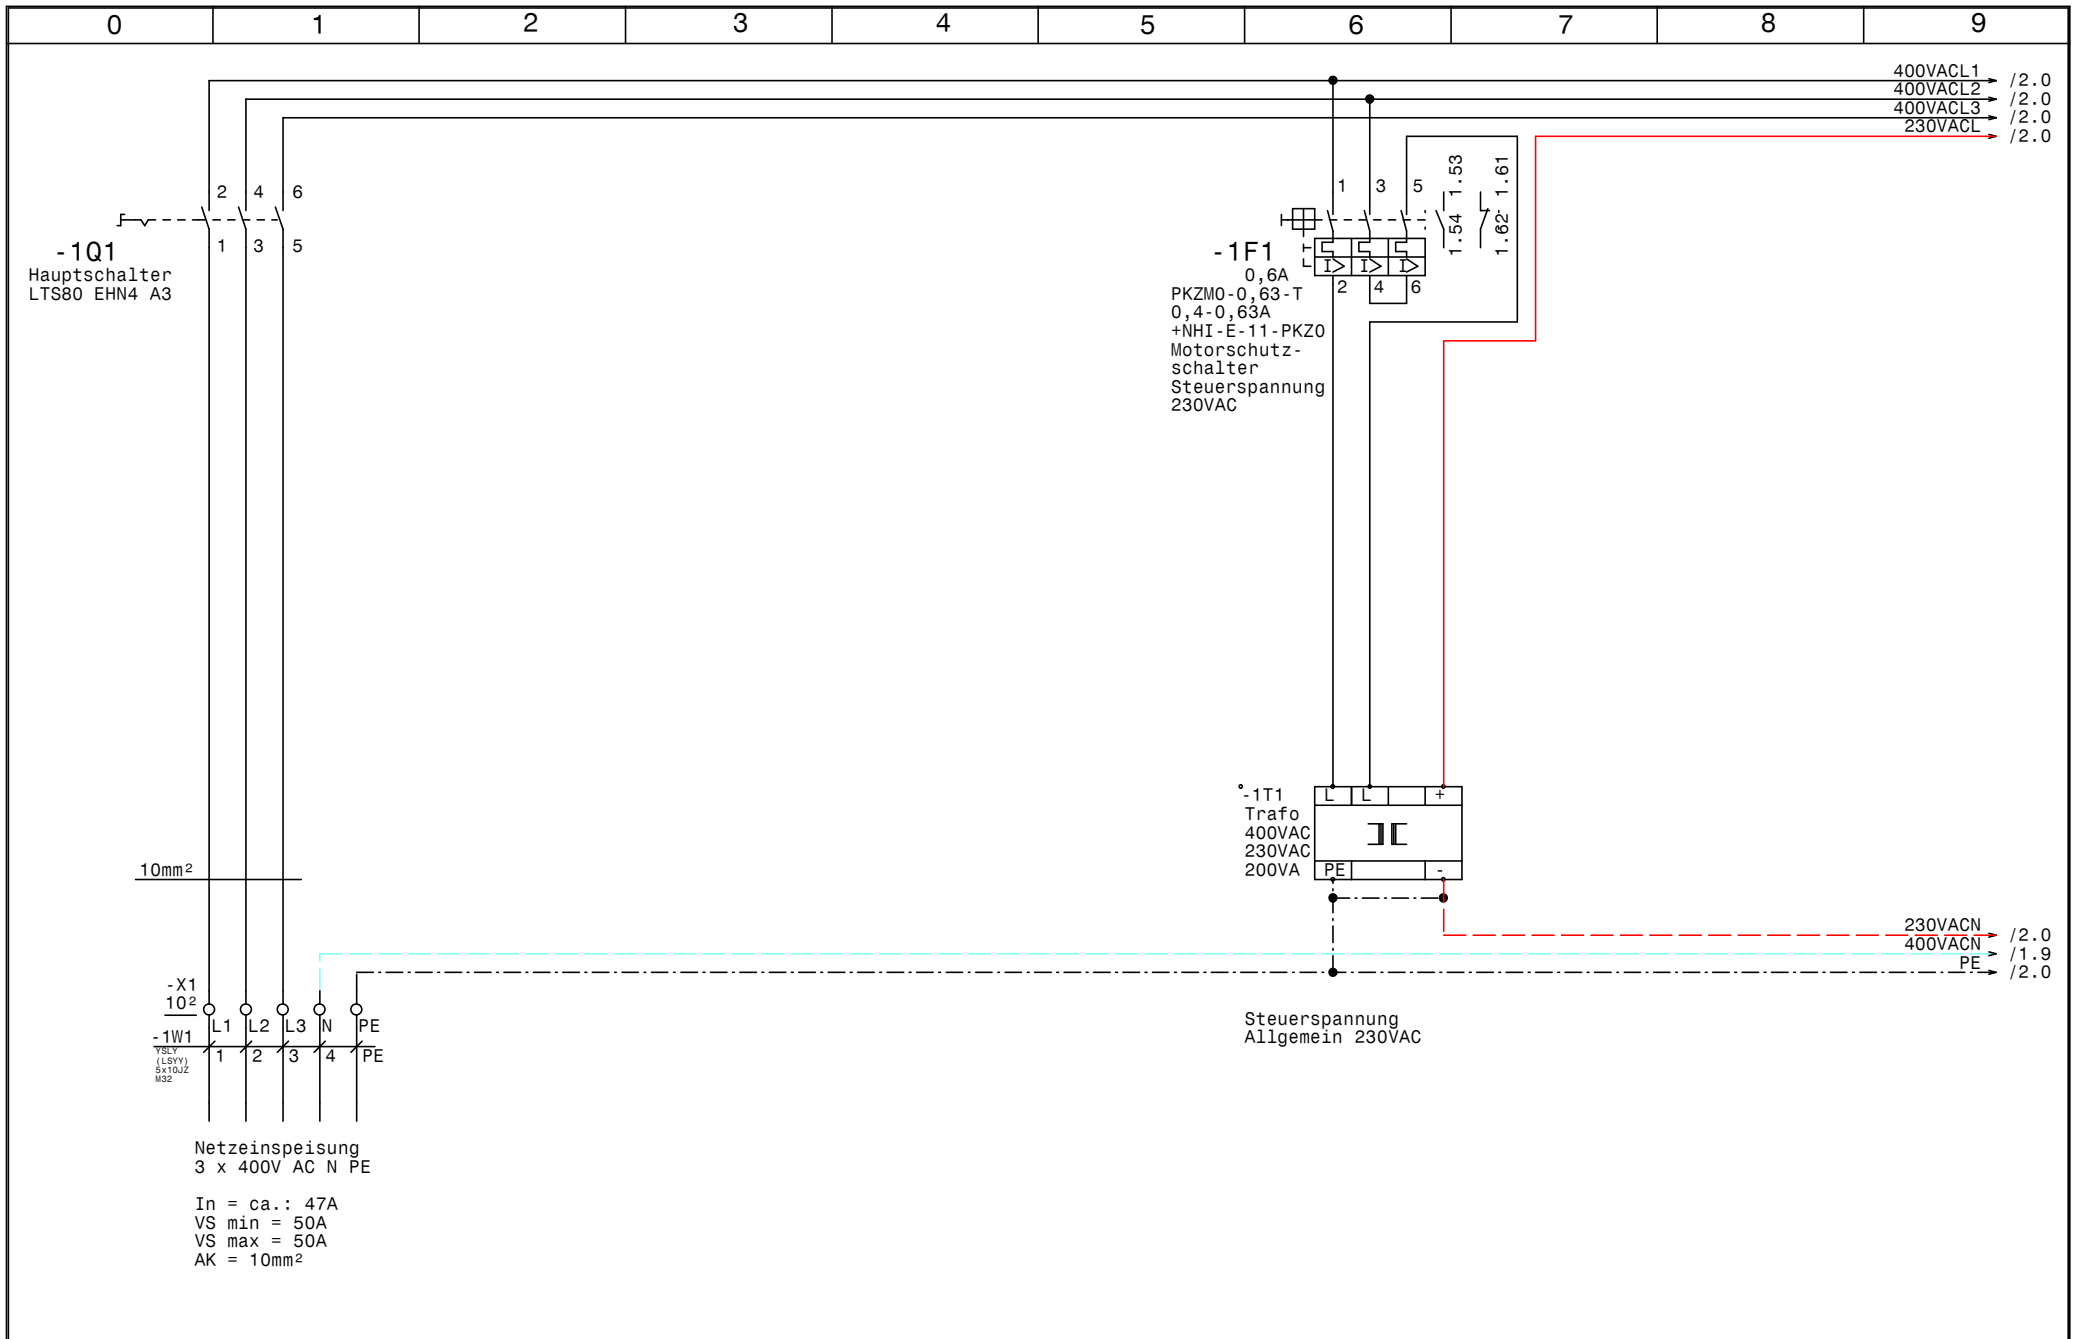 0 1 2 3 4 5 6 7 8 9
400VACL1 /2.0
400VACL2 /2.0
400VACL3 /2.0
230VACL /2.0
2 4 6
1 3 5
-1Q1
Hauptschalter
LTS80 EHN4 A3
1 3 5
1.53
1.54
1.61
1.62
I> I> I>
2 4 6
-1F1
0,6A
PKZM0-0,63-T
0,4-0,63A
+NHI-E-11-PKZ0
Motorschutz-
schalter
Steuerspannung
230VAC
-1T1
Trafo
400VAC
230VAC
200VA
L L +
PE -
10mm²
230VACN /2.0
400VACN /1.9
PE /2.0
-X1
10²
L1 L2 L3 N PE
-1W1
YSLY
(LSYY)
5x10JZ
M32
1 2 3 4 PE
Steuerspannung
Allgemein 230VAC
Netzeinspeisung
3 x 400V AC N PE
In = ca.: 47A
VS min = 50A
VS max = 50A
AK = 10mm²